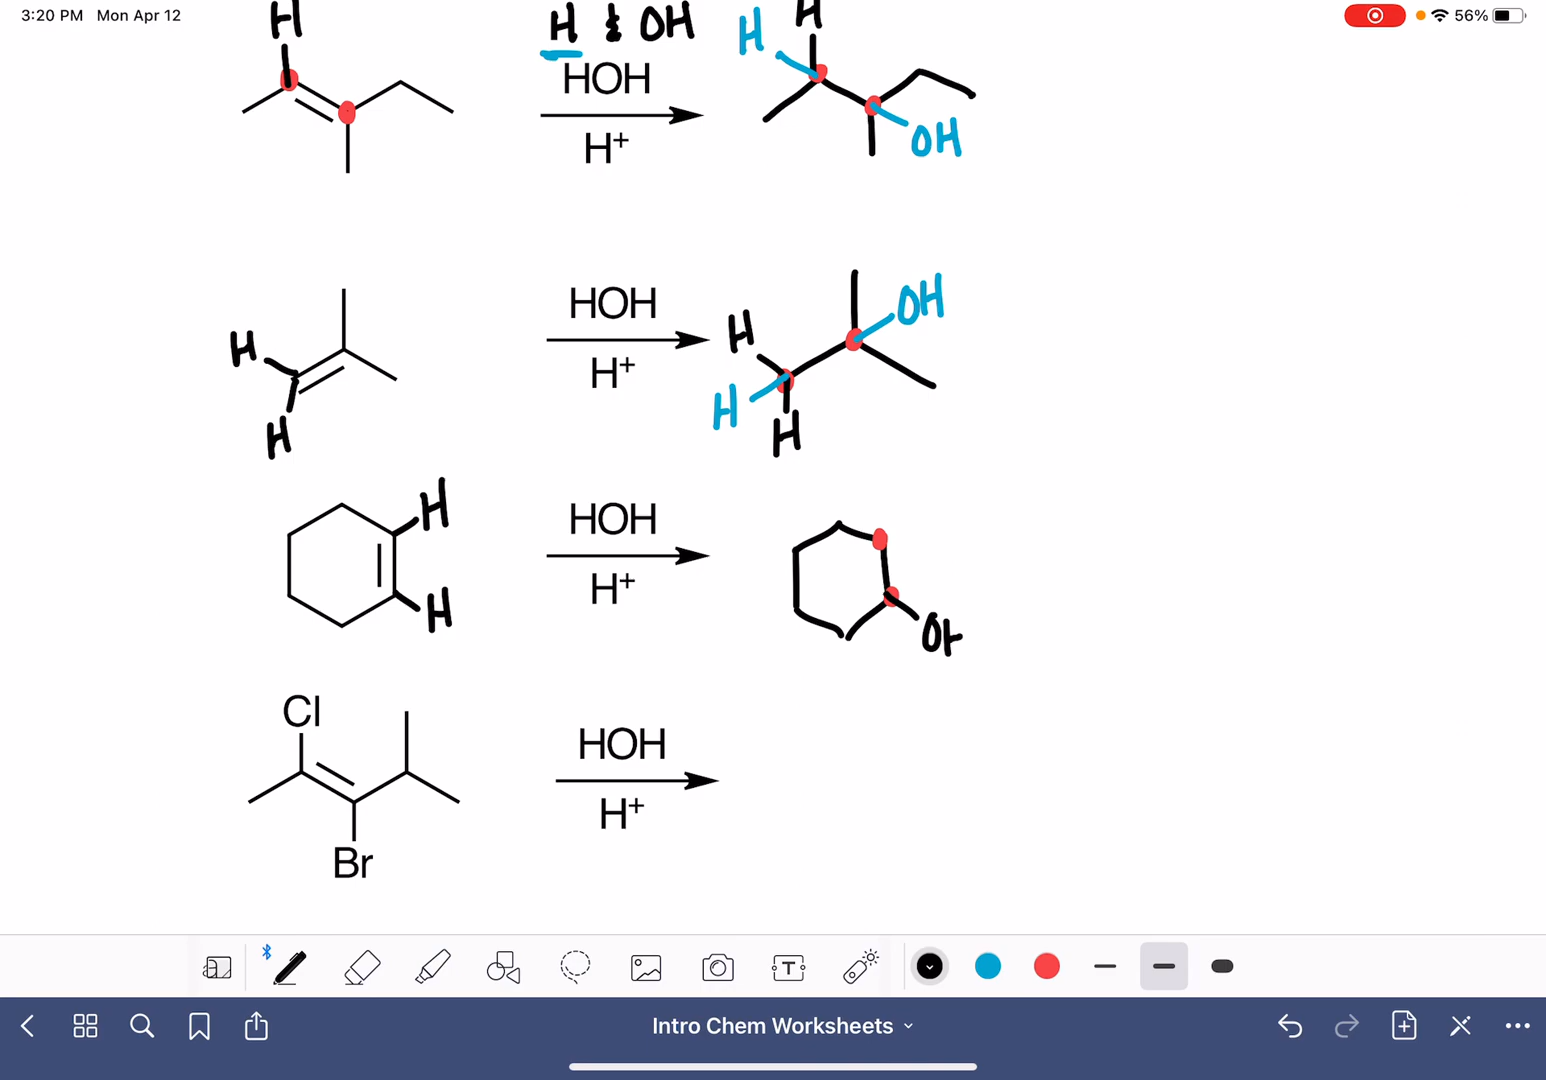 3:20 PM Mon Apr 12
56%
H
H & OH
HOH
H+
H
H
OH
H
H
HOH
H+
H
H
H
OH
H
H
HOH
H+
Cl
Br
HOH
H+
T
Intro Chem Worksheets